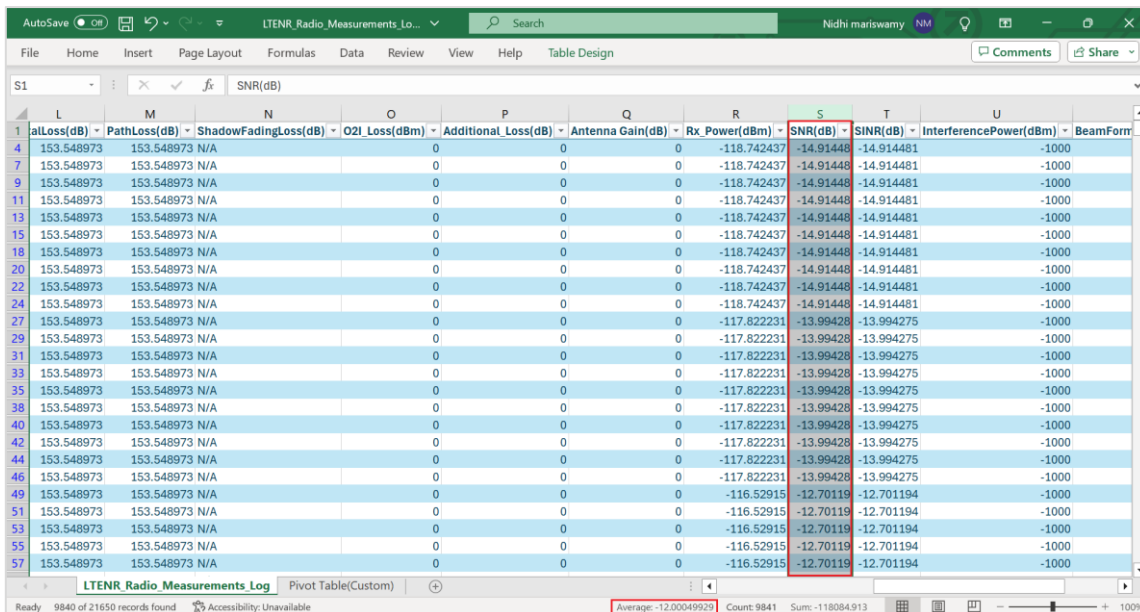 AutoSave Off LTENR_Radio_Measurements_Lo... Search Nidhi mariswamy NM
File Home Insert Page Layout Formulas Data Review View Help Table Design Comments Share
S1 fx SNR(dB)
L M N O P Q R S T U
1 alLoss(dB) PathLoss(dB) ShadowFadingLoss(dB) O2I_Loss(dBm) Additional_Loss(dB) Antenna Gain(dB) Rx_Power(dBm) SNR(dB) SINR(dB) InterferencePower(dBm) BeamForm
4 153.548973 153.548973 N/A 0 0 0 -118.742437 -14.91448 -14.914481 -1000
7 153.548973 153.548973 N/A 0 0 0 -118.742437 -14.91448 -14.914481 -1000
9 153.548973 153.548973 N/A 0 0 0 -118.742437 -14.91448 -14.914481 -1000
11 153.548973 153.548973 N/A 0 0 0 -118.742437 -14.91448 -14.914481 -1000
13 153.548973 153.548973 N/A 0 0 0 -118.742437 -14.91448 -14.914481 -1000
15 153.548973 153.548973 N/A 0 0 0 -118.742437 -14.91448 -14.914481 -1000
18 153.548973 153.548973 N/A 0 0 0 -118.742437 -14.91448 -14.914481 -1000
20 153.548973 153.548973 N/A 0 0 0 -118.742437 -14.91448 -14.914481 -1000
22 153.548973 153.548973 N/A 0 0 0 -118.742437 -14.91448 -14.914481 -1000
24 153.548973 153.548973 N/A 0 0 0 -118.742437 -14.91448 -14.914481 -1000
27 153.548973 153.548973 N/A 0 0 0 -117.822231 -13.99428 -13.994275 -1000
29 153.548973 153.548973 N/A 0 0 0 -117.822231 -13.99428 -13.994275 -1000
31 153.548973 153.548973 N/A 0 0 0 -117.822231 -13.99428 -13.994275 -1000
33 153.548973 153.548973 N/A 0 0 0 -117.822231 -13.99428 -13.994275 -1000
35 153.548973 153.548973 N/A 0 0 0 -117.822231 -13.99428 -13.994275 -1000
38 153.548973 153.548973 N/A 0 0 0 -117.822231 -13.99428 -13.994275 -1000
40 153.548973 153.548973 N/A 0 0 0 -117.822231 -13.99428 -13.994275 -1000
42 153.548973 153.548973 N/A 0 0 0 -117.822231 -13.99428 -13.994275 -1000
44 153.548973 153.548973 N/A 0 0 0 -117.822231 -13.99428 -13.994275 -1000
46 153.548973 153.548973 N/A 0 0 0 -117.822231 -13.99428 -13.994275 -1000
49 153.548973 153.548973 N/A 0 0 0 -116.52915 -12.70119 -12.701194 -1000
51 153.548973 153.548973 N/A 0 0 0 -116.52915 -12.70119 -12.701194 -1000
53 153.548973 153.548973 N/A 0 0 0 -116.52915 -12.70119 -12.701194 -1000
55 153.548973 153.548973 N/A 0 0 0 -116.52915 -12.70119 -12.701194 -1000
57 153.548973 153.548973 N/A 0 0 0 -116.52915 -12.70119 -12.701194 -1000
LTENR_Radio_Measurements_Log Pivot Table(Custom)
Ready 9840 of 21650 records found Accessibility: Unavailable Average: -12.00049929 Count: 9841 Sum: -118084.913